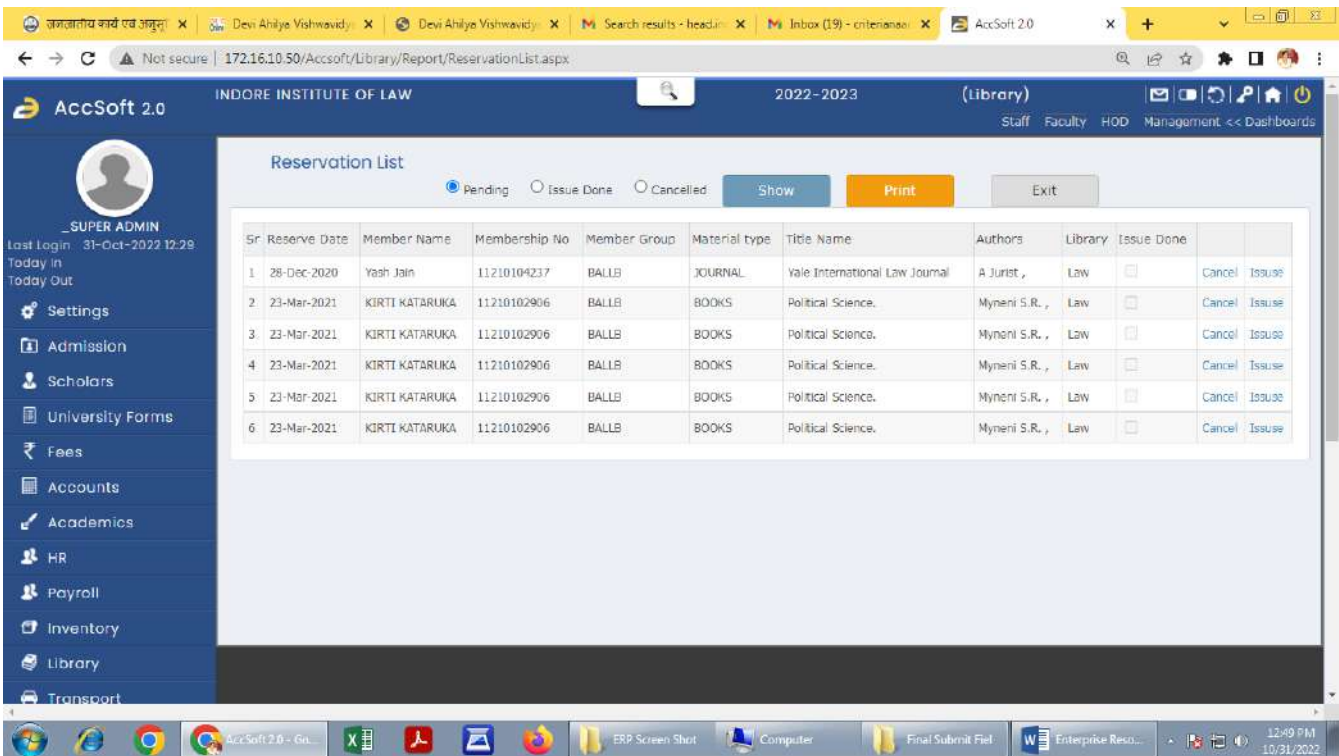 जनजातीय कार्य एवं अनुसू Devi Ahilya Vishwavidy Devi Ahilya Vishwavidy Search results - head.in Inbox (19) - AccSoft 2.0
Not secure 172.16.10.50/Accsoft/Library/Report/ReservationList.aspx
AccSoft 2.0 INDORE INSTITUTE OF LAW 2022-2023 (Library)
Staff Faculty HOD Management << Dashboards
_SUPER ADMIN
Last Login 31-Oct-2022 12:29
Today In
Today Out
Settings
Admission
Scholars
University Forms
₹ Fees
Accounts
Academics
HR
Payroll
Inventory
Library
Transport
Reservation List
Pending Issue Done Cancelled Show Print Exit
Sr Reserve Date Member Name Membership No Member Group Material type Title Name Authors Library Issue Done
1 28-Dec-2020 Yash Jain 11210104237 BALLB JOURNAL Yale International Law Journal A Jurist , Law Cancel Issuse
2 23-Mar-2021 KIRTI KATARUKA 11210102906 BALLB BOOKS Political Science. Myneni S.R. , Law Cancel Issuse
3 23-Mar-2021 KIRTI KATARUKA 11210102906 BALLB BOOKS Political Science. Myneni S.R. , Law Cancel Issuse
4 23-Mar-2021 KIRTI KATARUKA 11210102906 BALLB BOOKS Political Science. Myneni S.R. , Law Cancel Issuse
5 23-Mar-2021 KIRTI KATARUKA 11210102906 BALLB BOOKS Political Science. Myneni S.R. , Law Cancel Issuse
6 23-Mar-2021 KIRTI KATARUKA 11210102906 BALLB BOOKS Political Science. Myneni S.R. , Law Cancel Issuse
AccSoft 2.0 - Go... ERP Screen Shot Computer Final Submit Fiel Enterprise Reso... 12:49 PM
10/31/2022